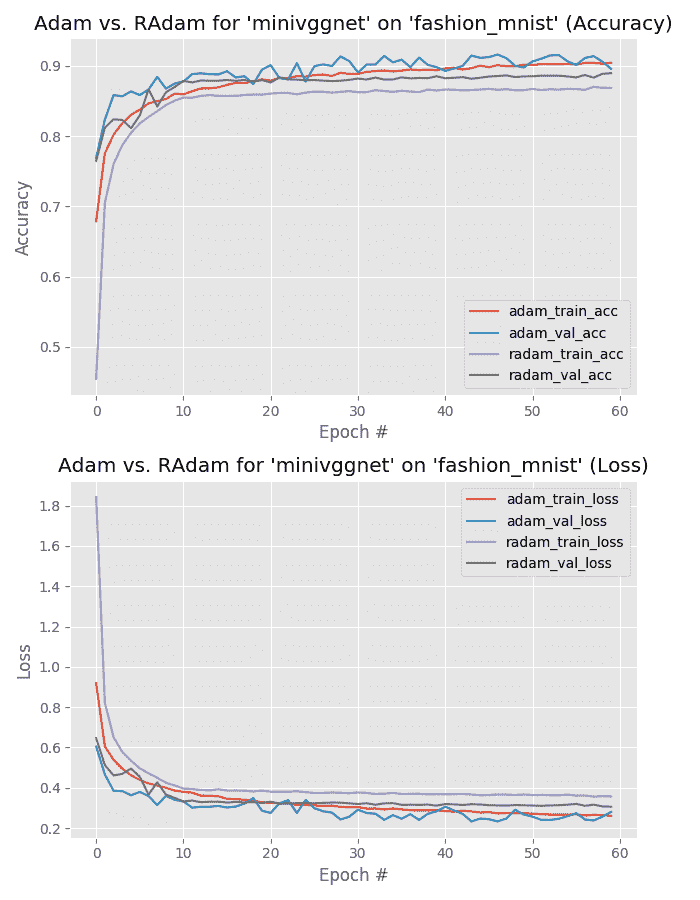 Adam vs. RAdam for 'minivggnet' on 'fashion_mnist' (Accuracy)
0.9
0.8
0.7
0.6
0.5
Accuracy
adam_train_acc
adam_val_acc
radam_train_acc
radam_val_acc
0 10 20 30 40 50 60
Epoch #
Adam vs. RAdam for 'minivggnet' on 'fashion_mnist' (Loss)
1.8
1.6
1.4
1.2
1.0
0.8
0.6
0.4
0.2
Loss
adam_train_loss
adam_val_loss
radam_train_loss
radam_val_loss
0 10 20 30 40 50 60
Epoch #